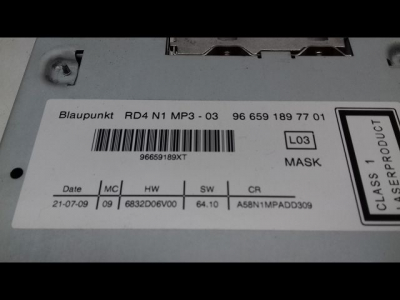 Blaupunkt RD4 N1 MP3 - 03 96 659 189 77 01
96659189XT
L03
MASK
Date MC HW SW CR
21-07-09 09 6832D06V00 64.10 A58N1MPADO309
CLASS 1
LASERPRODUCT